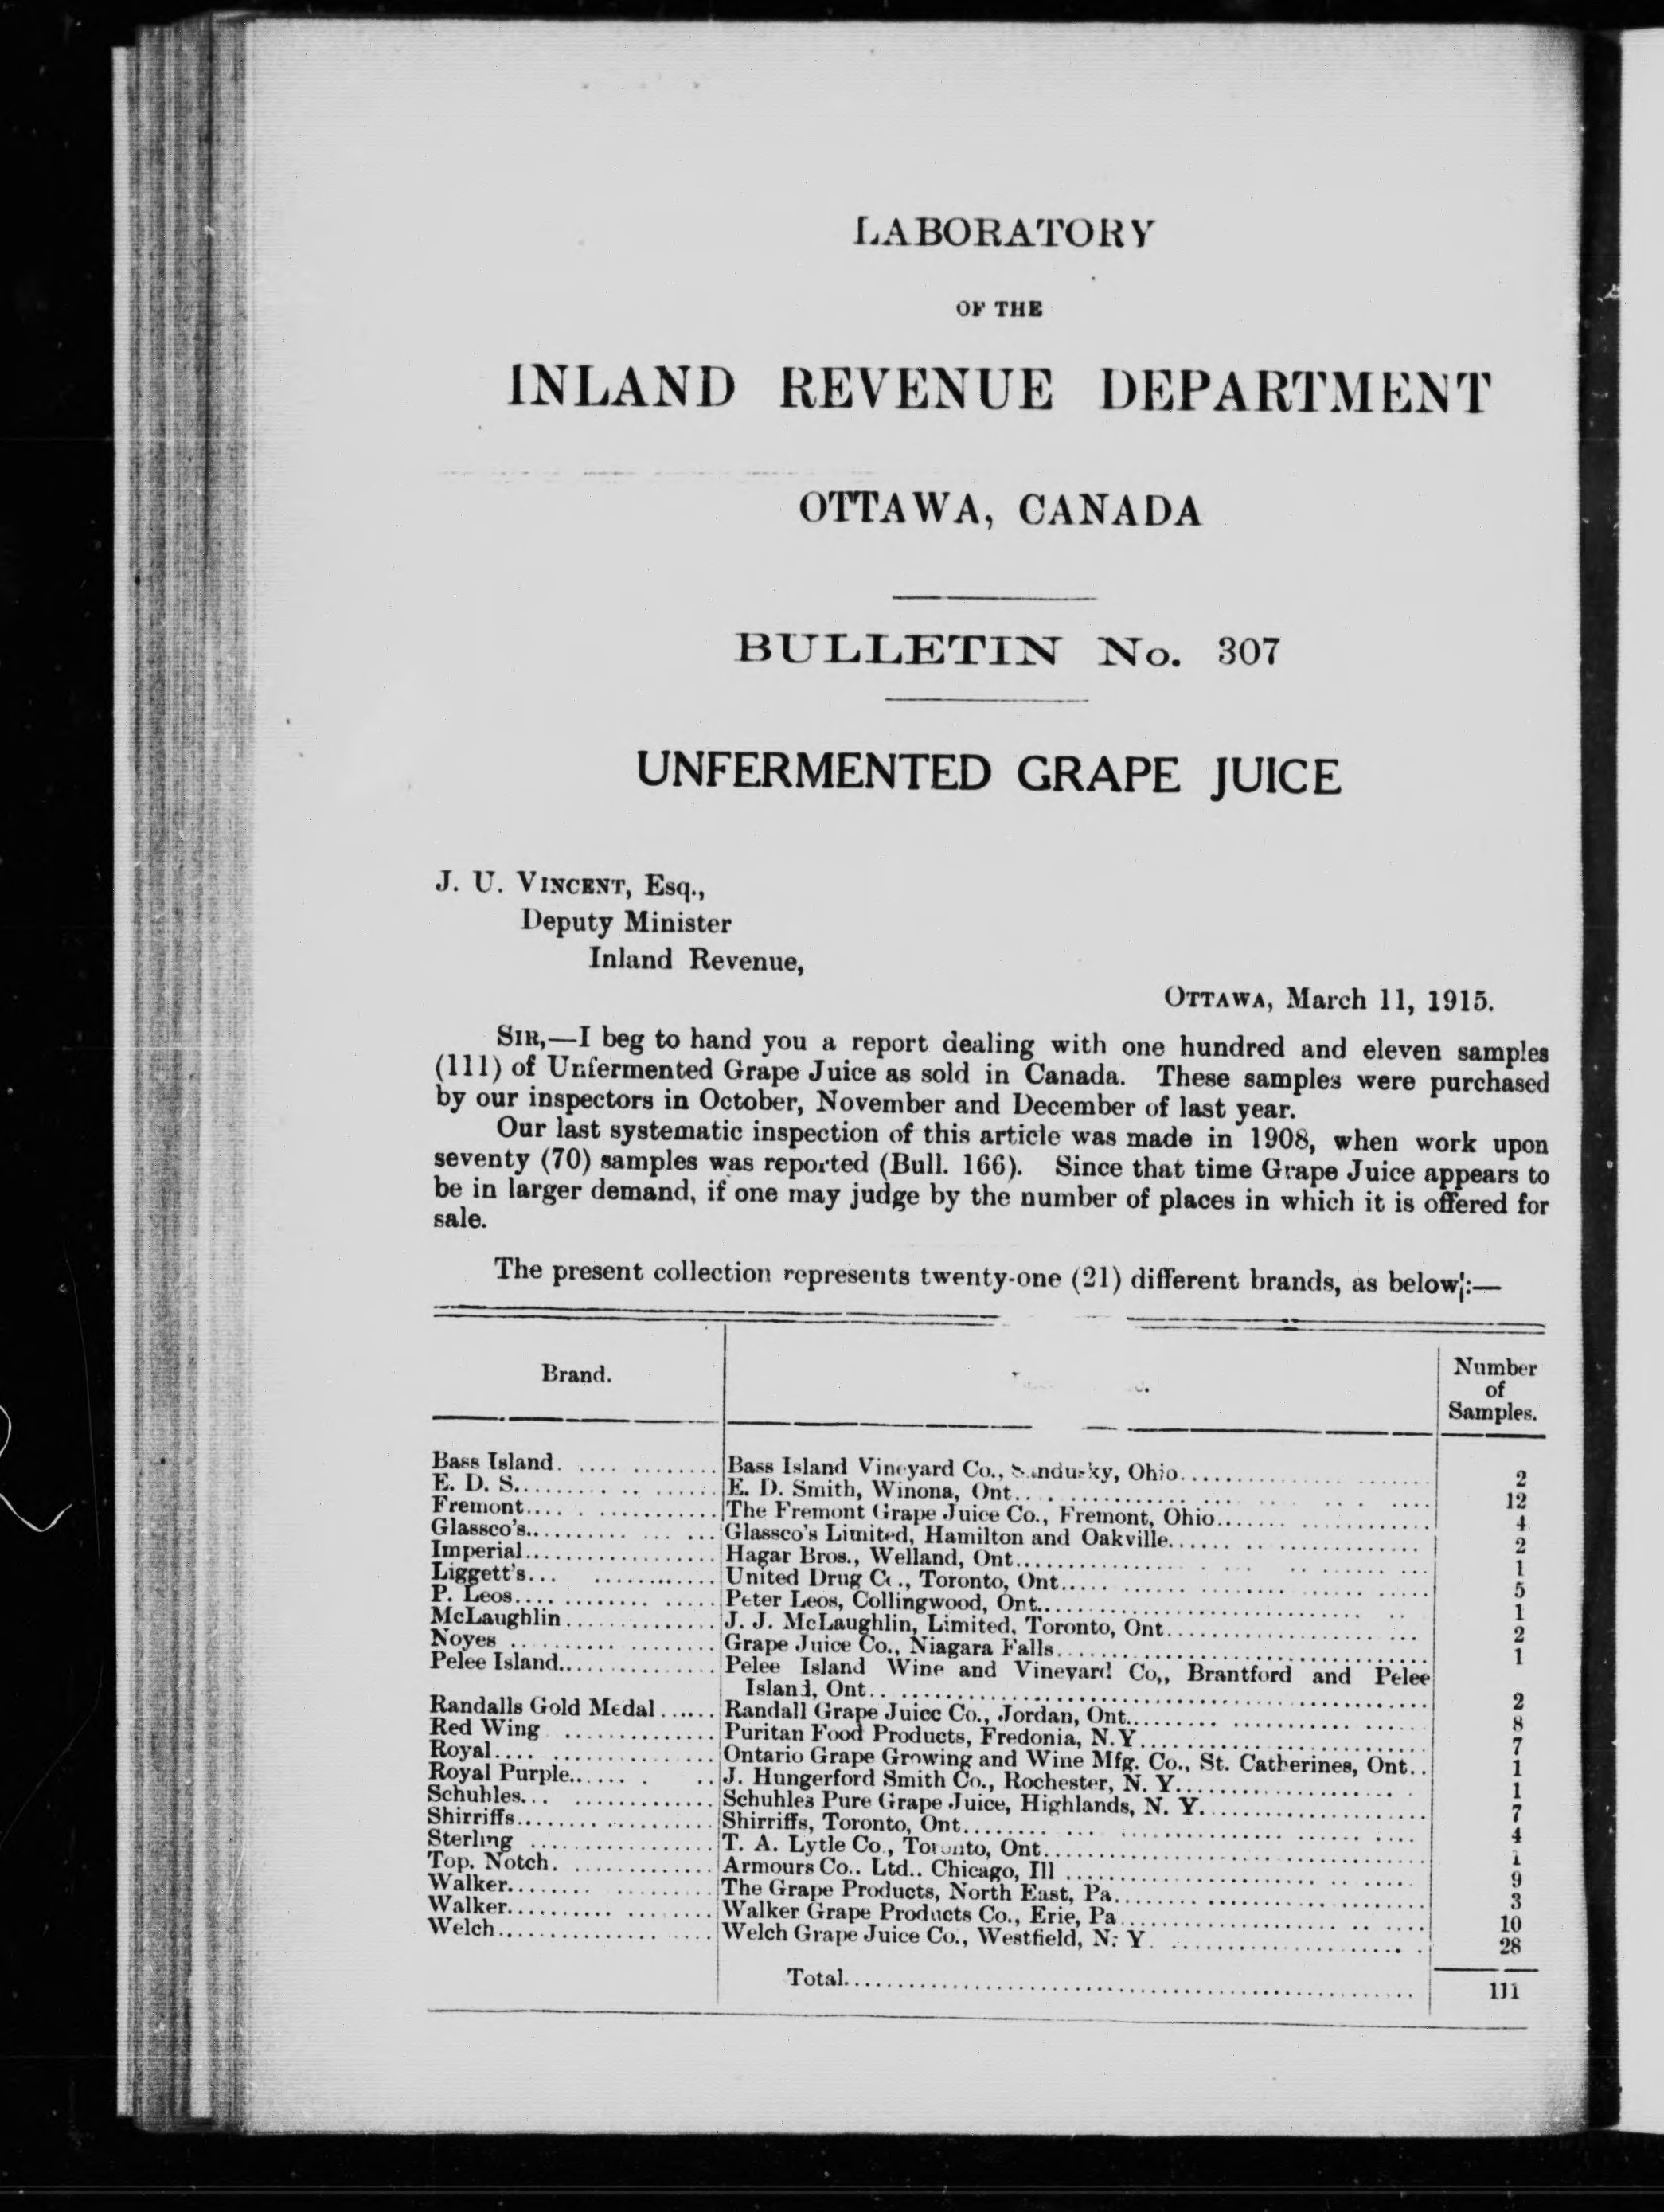 LABORATORY
OF THE
INLAND REVENUE DEPARTMENT
OTTAWA, CANADA
BULLETIN No. 307
UNFERMENTED GRAPE JUICE
J. U. VINCENT, Esq.,
Deputy Minister
Inland Revenue,
OTTAWA, March 11, 1915.
SIR,—I beg to hand you a report dealing with one hundred and eleven samples
(111) of Unfermented Grape Juice as sold in Canada. These samples were purchased
by our inspectors in October, November and December of last year.
Our last systematic inspection of this article was made in 1908, when work upon
seventy (70) samples was reported (Bull. 166). Since that time Grape Juice appears to
be in larger demand, if one may judge by the number of places in which it is offered for
sale.
The present collection represents twenty-one (21) different brands, as below:—
Brand. Number of Samples.
Bass Island. Bass Island Vineyard Co., Sandusky, Ohio. 2
E. D. S. E. D. Smith, Winona, Ont. 12
Fremont. The Fremont Grape Juice Co., Fremont, Ohio. 4
Glassco's. Glassco's Limited, Hamilton and Oakville. 2
Imperial. Hagar Bros., Welland, Ont. 1
Liggett's. United Drug Co., Toronto, Ont. 5
P. Leos. Peter Leos, Collingwood, Ont. 1
McLaughlin. J. J. McLaughlin, Limited, Toronto, Ont. 2
Noyes. Grape Juice Co., Niagara Falls. 1
Pelee Island. Pelee Island Wine and Vineyard Co,, Brantford and Pelee
Island, Ont. 2
Randalls Gold Medal. Randall Grape Juice Co., Jordan, Ont. 8
Red Wing. Puritan Food Products, Fredonia, N.Y. 7
Royal. Ontario Grape Growing and Wine Mfg. Co., St. Catherines, Ont. 1
Royal Purple. J. Hungerford Smith Co., Rochester, N. Y. 1
Schuhles. Schuhles Pure Grape Juice, Highlands, N. Y. 7
Shirriffs. Shirriffs, Toronto, Ont. 4
Sterling. T. A. Lytle Co., Toronto, Ont. 1
Top. Notch. Armours Co.. Ltd.. Chicago, Ill. 9
Walker. The Grape Products, North East, Pa. 3
Walker. Walker Grape Products Co., Erie, Pa. 10
Welch. Welch Grape Juice Co., Westfield, N. Y. 28
Total. 111